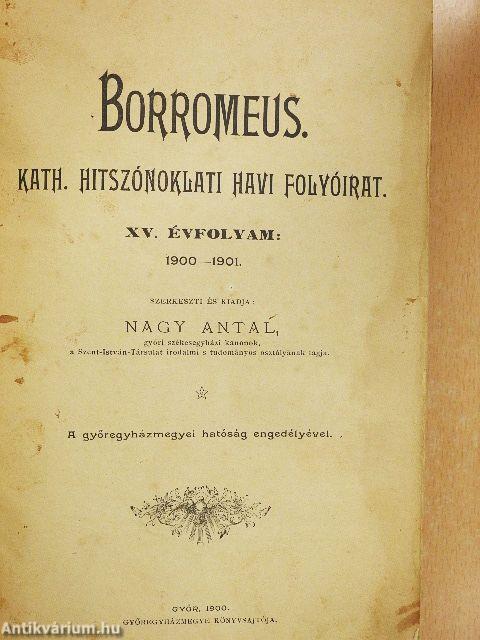 BORROMEUS.
KATH. HITSZÓNOKLATI HAVI FOLYÓIRAT.
XV. ÉVFOLYAM:
1900 –1901.
SZERKESZTI ÉS KIADJA:
NAGY ANTAL,
győri székesegyházi kanonok,
a Szent-István-Társulat irodalmi s tudományos osztályának tagja.
A győregyházmegyei hatóság engedélyével.
GYŐR, 1900.
GYŐREGYHÁZMEGYE KÖNYVSAJTÓJA.
Antikvárium.hu